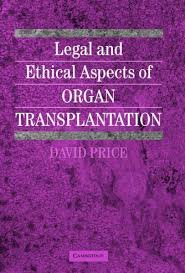 Legal and
Ethical Aspects of
ORGAN
TRANSPLANTATION
DAVID PRICE
CAMBRIDGE